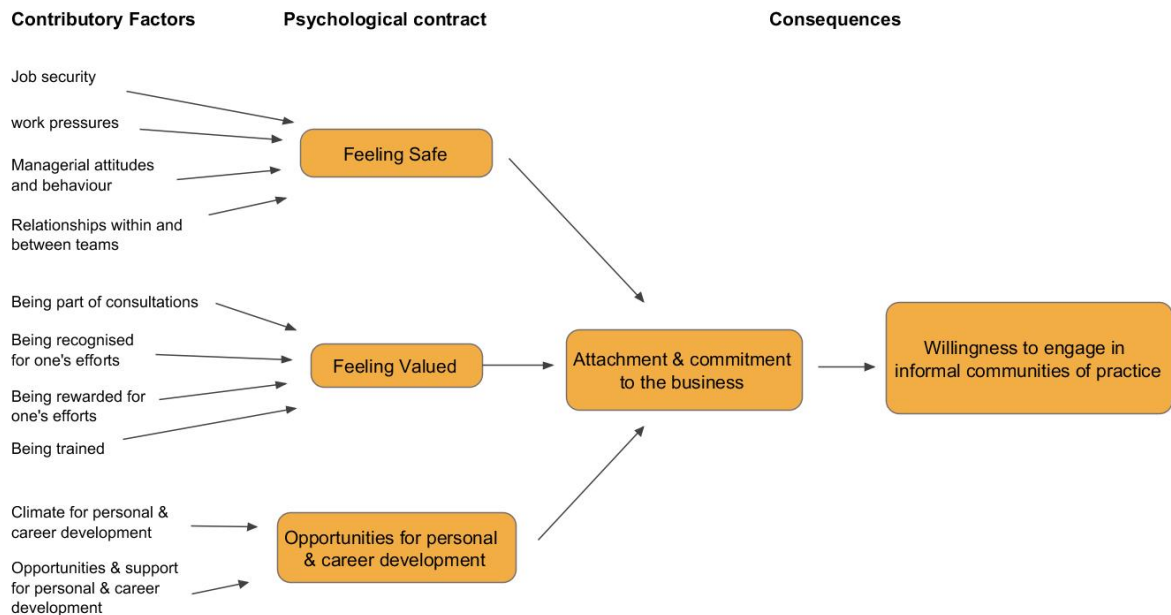 Contributory Factors
Psychological contract
Consequences
Job security
work pressures
Managerial attitudes
and behaviour
Relationships within and
between teams
Feeling Safe
Being part of consultations
Being recognised
for one's efforts
Being rewarded for
one's efforts
Being trained
Feeling Valued
Attachment & commitment
to the business
Willingness to engage in
informal communities of practice
Climate for personal &
career development
Opportunities & support
for personal & career
development
Opportunities for personal
& career development